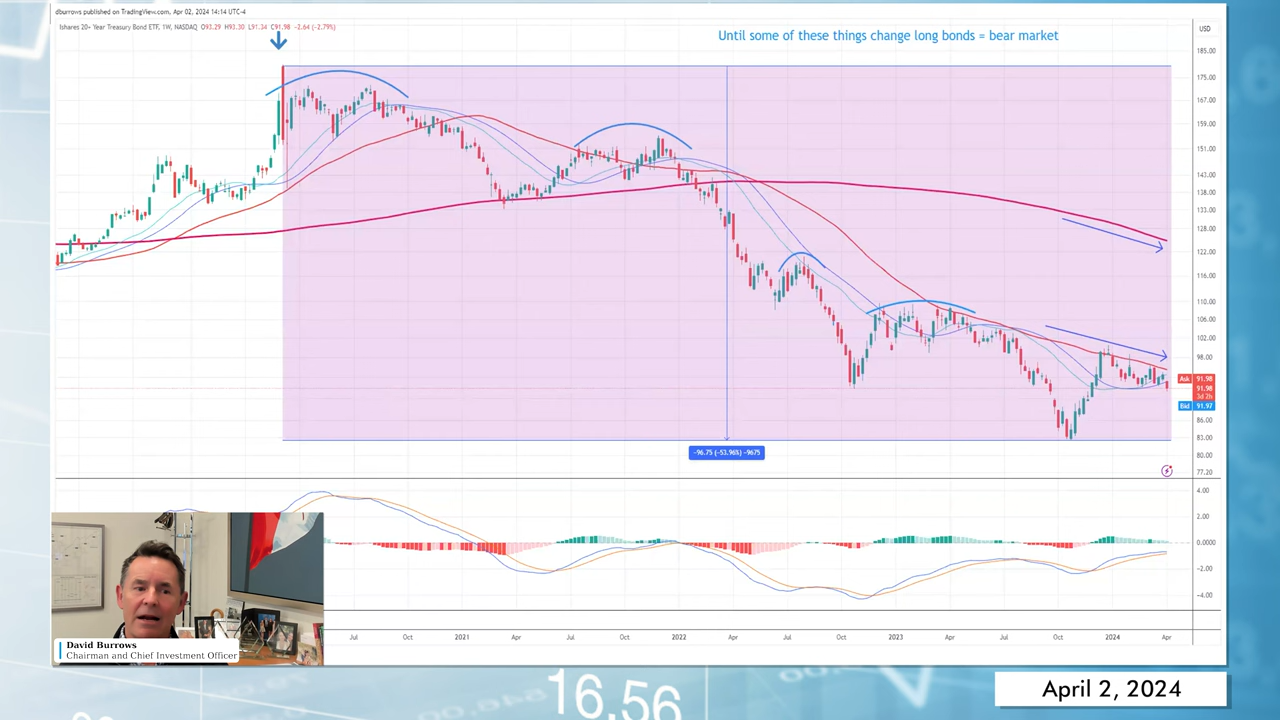 dburrows published on TradingView.com, Apr 02, 2024 14:14 UTC-4
Ishares 20+ Year Treasury Bond ETF, 1W, NASDAQ O93.29 H93.30 L91.34 C91.98 -2.64 (-2.79%)
Until some of these things change long bonds = bear market
USD
185.00
175.00
167.00
159.00
151.00
143.00
138.00
133.00
128.00
122.00
116.00
110.00
106.00
102.00
98.00
Ask 91.98
91.98
3d 2h
Bid 91.97
86.00
83.00
80.00
77.20
-96.75 (-53.96%) -9675
4.00
2.00
0.0000
-2.00
-4.00
Jul Oct 2021 Apr Jul Oct 2022 Apr Jul Oct 2023 Apr Jul Oct 2024 Apr
David Burrows
Chairman and Chief Investment Officer
April 2, 2024
16,56